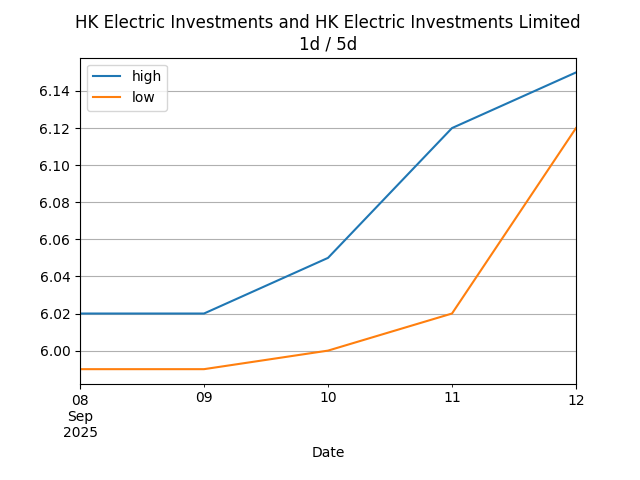 HK Electric Investments and HK Electric Investments Limited
1d / 5d
high
low
6.14
6.12
6.10
6.08
6.06
6.04
6.02
6.00
08 09 10 11 12
Sep
2025
Date